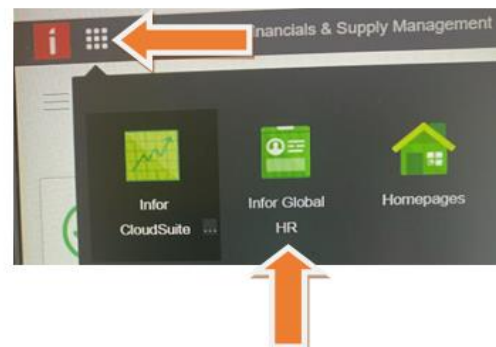 inancials & Supply Management
Infor
CloudSuite ...
Infor Global
HR
Homepages